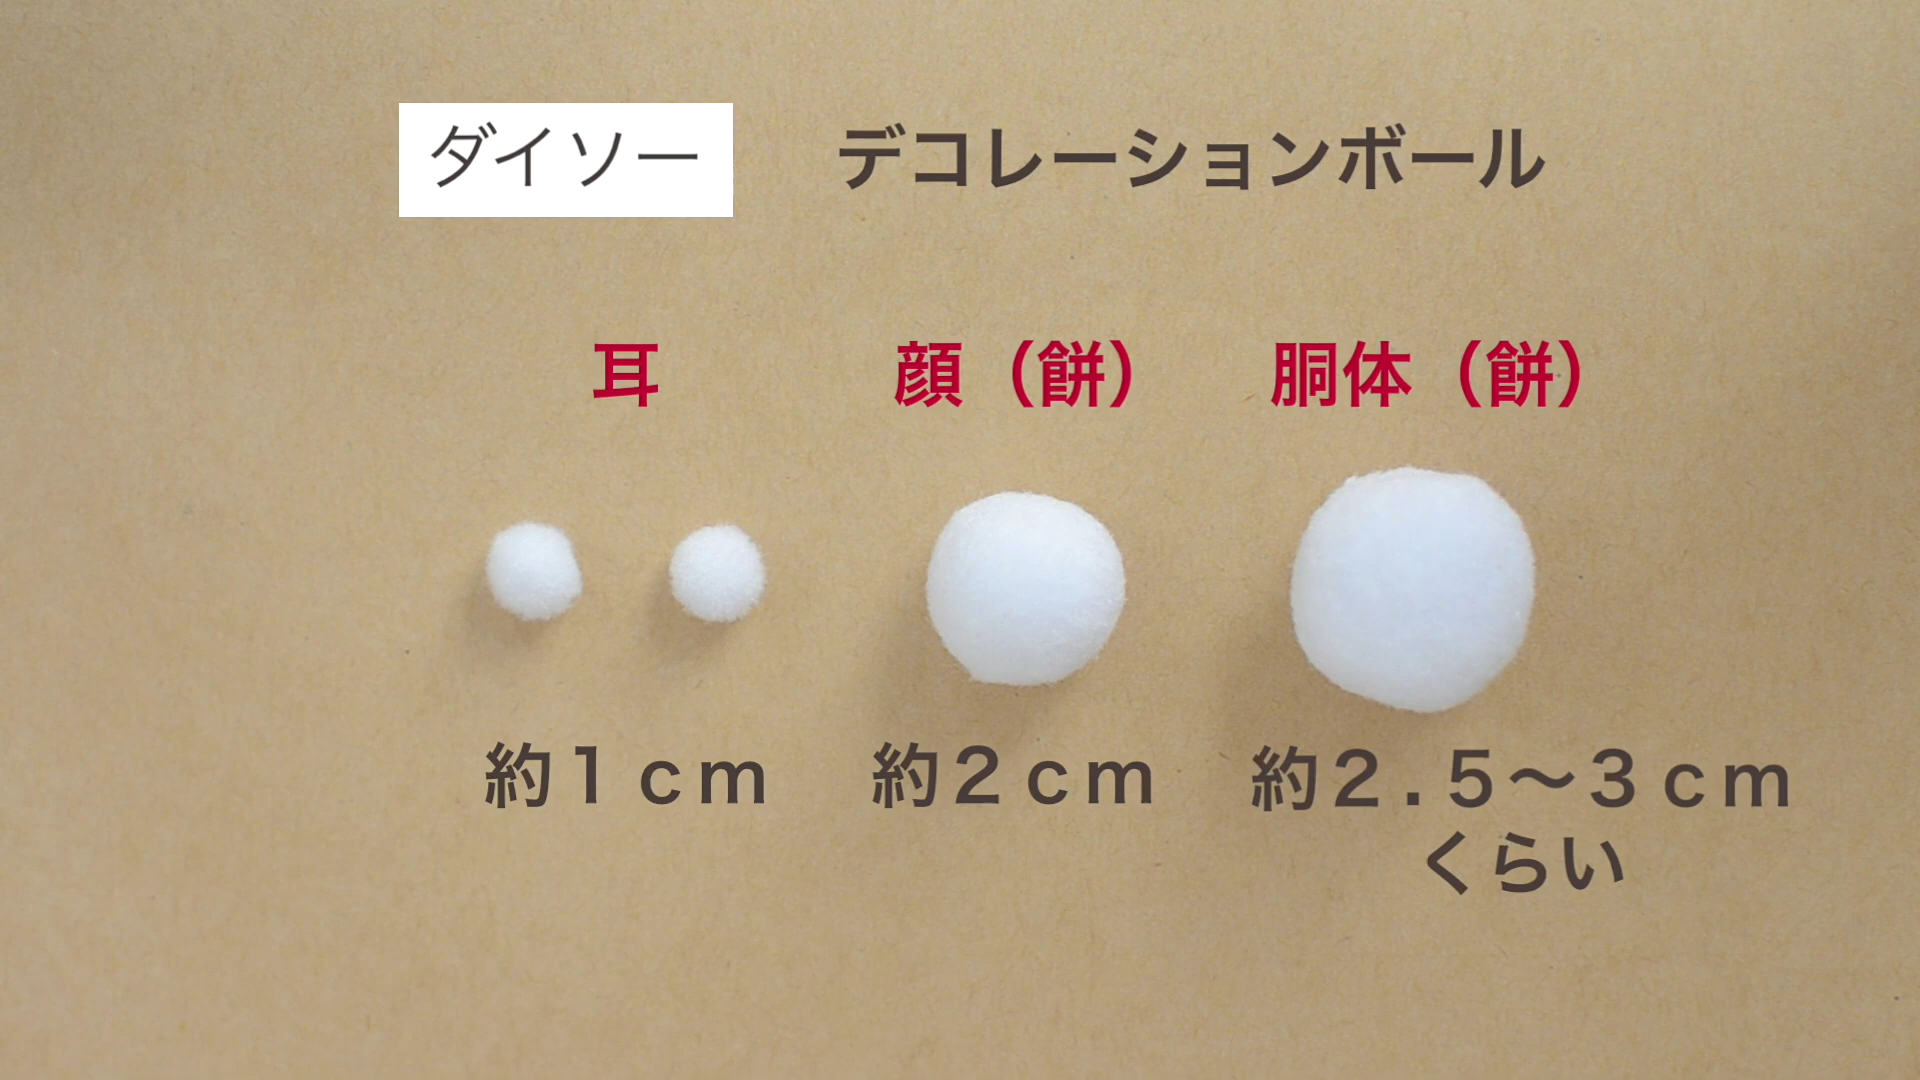 ダイソー　デコレーションボール
耳　顔（餅）　胴体（餅）
約１ｃｍ　約２ｃｍ　約２．５～３ｃｍ
くらい